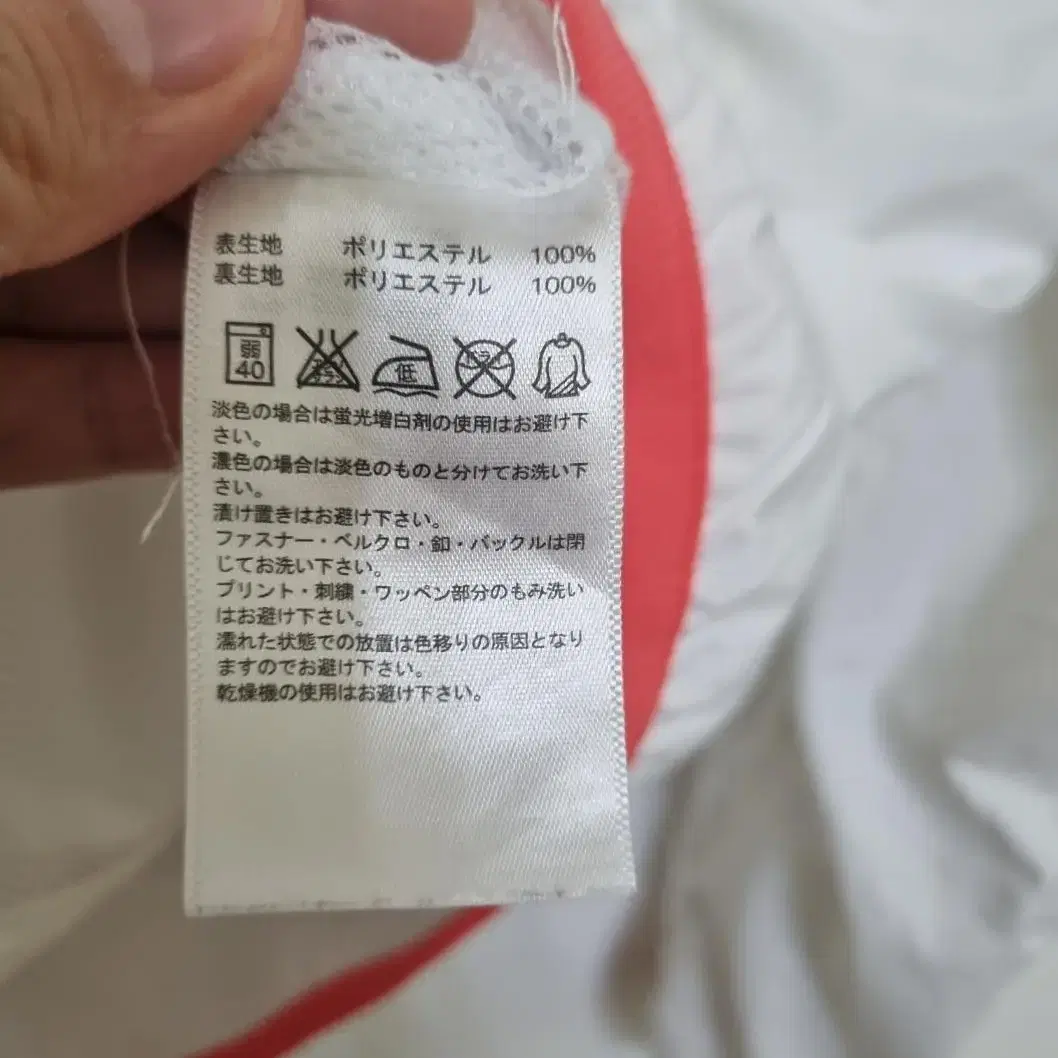 表生地 ポリエステル 100%
裏生地 ポリエステル 100%
弱
40
低
淡色の場合は蛍光増白剤の使用はお避け下
さい。
濃色の場合は淡色のものと分けてお洗い下
さい。
漬け置きはお避け下さい。
ファスナー・ベルクロ・釦・バックルは閉
じてお洗い下さい。
プリント・刺繍・ワッペン部分のもみ洗い
はお避け下さい。
濡れた状態での放置は色移りの原因となり
ますのでお避け下さい。
乾燥機の使用はお避け下さい。